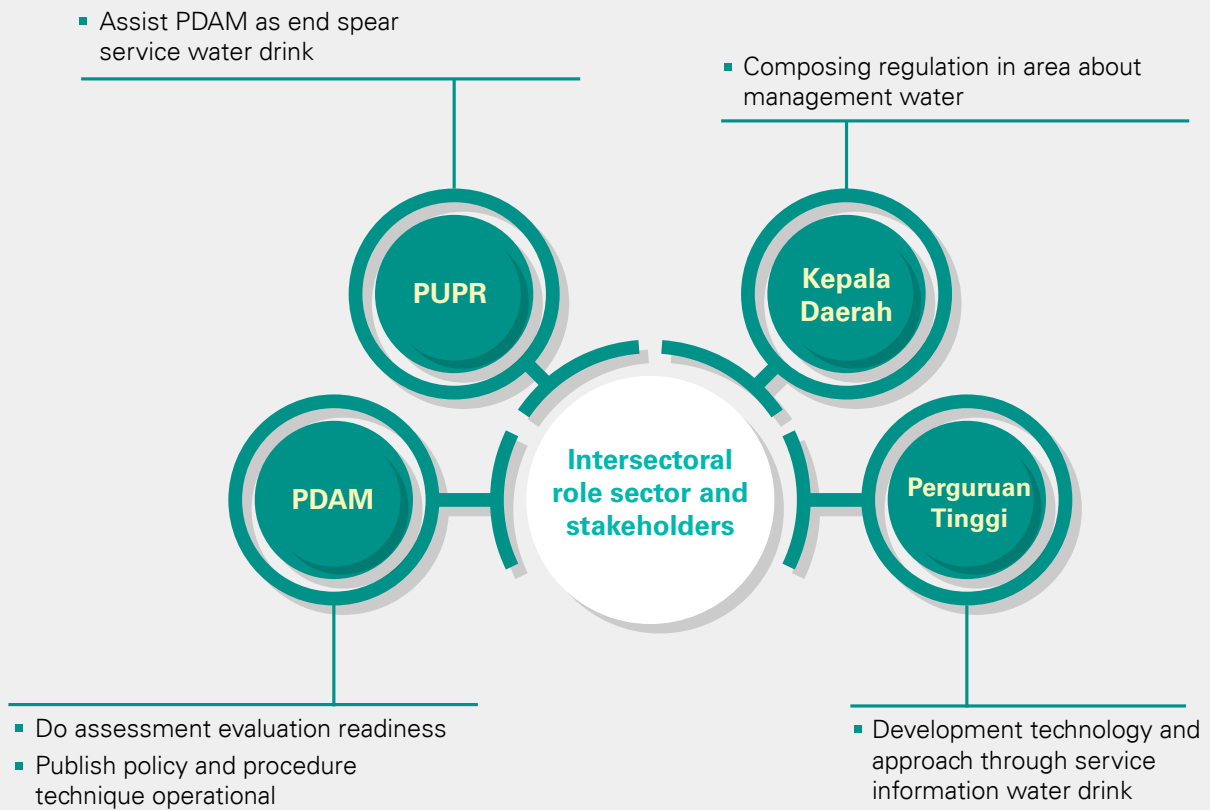 Assist PDAM as end spear
service water drink
Composing regulation in area about
management water
PUPR
Kepala
Daerah
Intersectoral
role sector and
stakeholders
PDAM
Perguruan
Tinggi
Do assessment evaluation readiness
Publish policy and procedure
technique operational
Development technology and
approach through service
information water drink